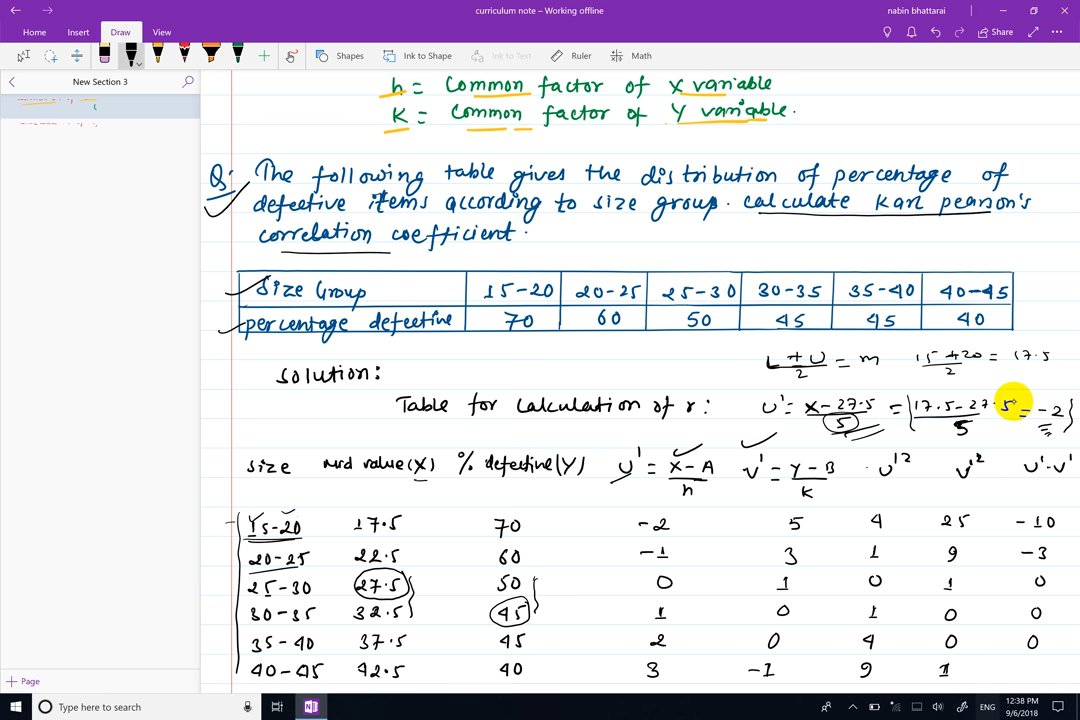 curriculum note – Working offline
nabin bhattarai
Home Insert Draw View
Share
Shapes Ink to Shape Ink to Text Ruler Math
New Section 3
h = Common factor of X variable
K = Common factor of Y variable.
Q: The following table gives the distribution of percentage of
defective items according to size group. calculate Karl pearson's
correlation coefficient.
Size Group 15-20 20-25 25-30 30-35 35-40 40-45
percentage defective 70 60 50 45 45 40
L+U/2 = m 15+20/2 = 17.5
Solution:
Table for calculation of r: U' = X-27.5/5 = {17.5-27.5/5 = -2}
size mid value(X) % defective(Y) U' = X-A/h V' = Y-B/K U'² V'² U'·V'
15-20 17.5 70 -2 5 4 25 -10
20-25 22.5 60 -1 3 1 9 -3
25-30 27.5 50 0 1 0 1 0
30-35 32.5 45 1 0 1 0 0
35-40 37.5 45 2 0 4 0 0
40-45 42.5 40 3 -1 9 1
Page
Type here to search
ENG
12:38 PM
9/6/2018